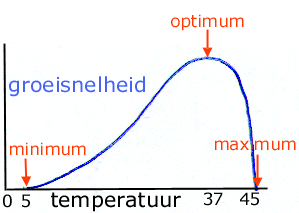 optimum
groeisnelheid
minimum
maximum
0 5 temperatuur 37 45